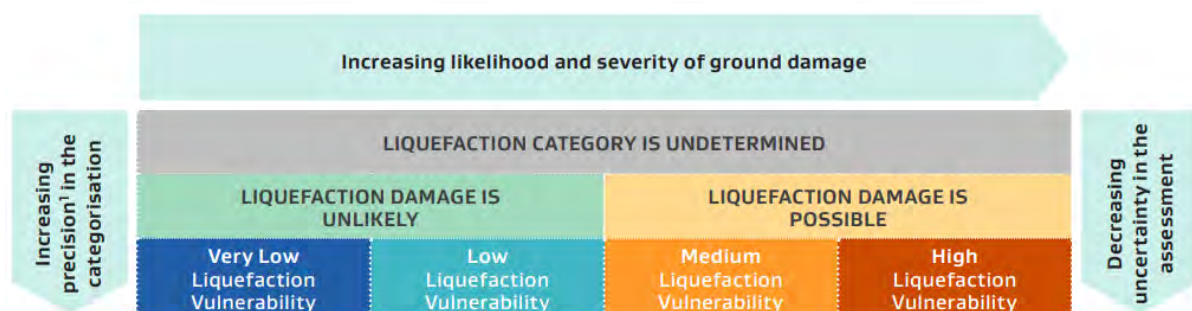 Increasing likelihood and severity of ground damage
Increasing
precision¹ in the
categorisation
LIQUEFACTION CATEGORY IS UNDETERMINED
LIQUEFACTION DAMAGE IS
UNLIKELY
LIQUEFACTION DAMAGE IS
POSSIBLE
Very Low
Liquefaction
Vulnerability
Low
Liquefaction
Vulnerability
Medium
Liquefaction
Vulnerability
High
Liquefaction
Vulnerability
Decreasing
uncertainty in the
assessment